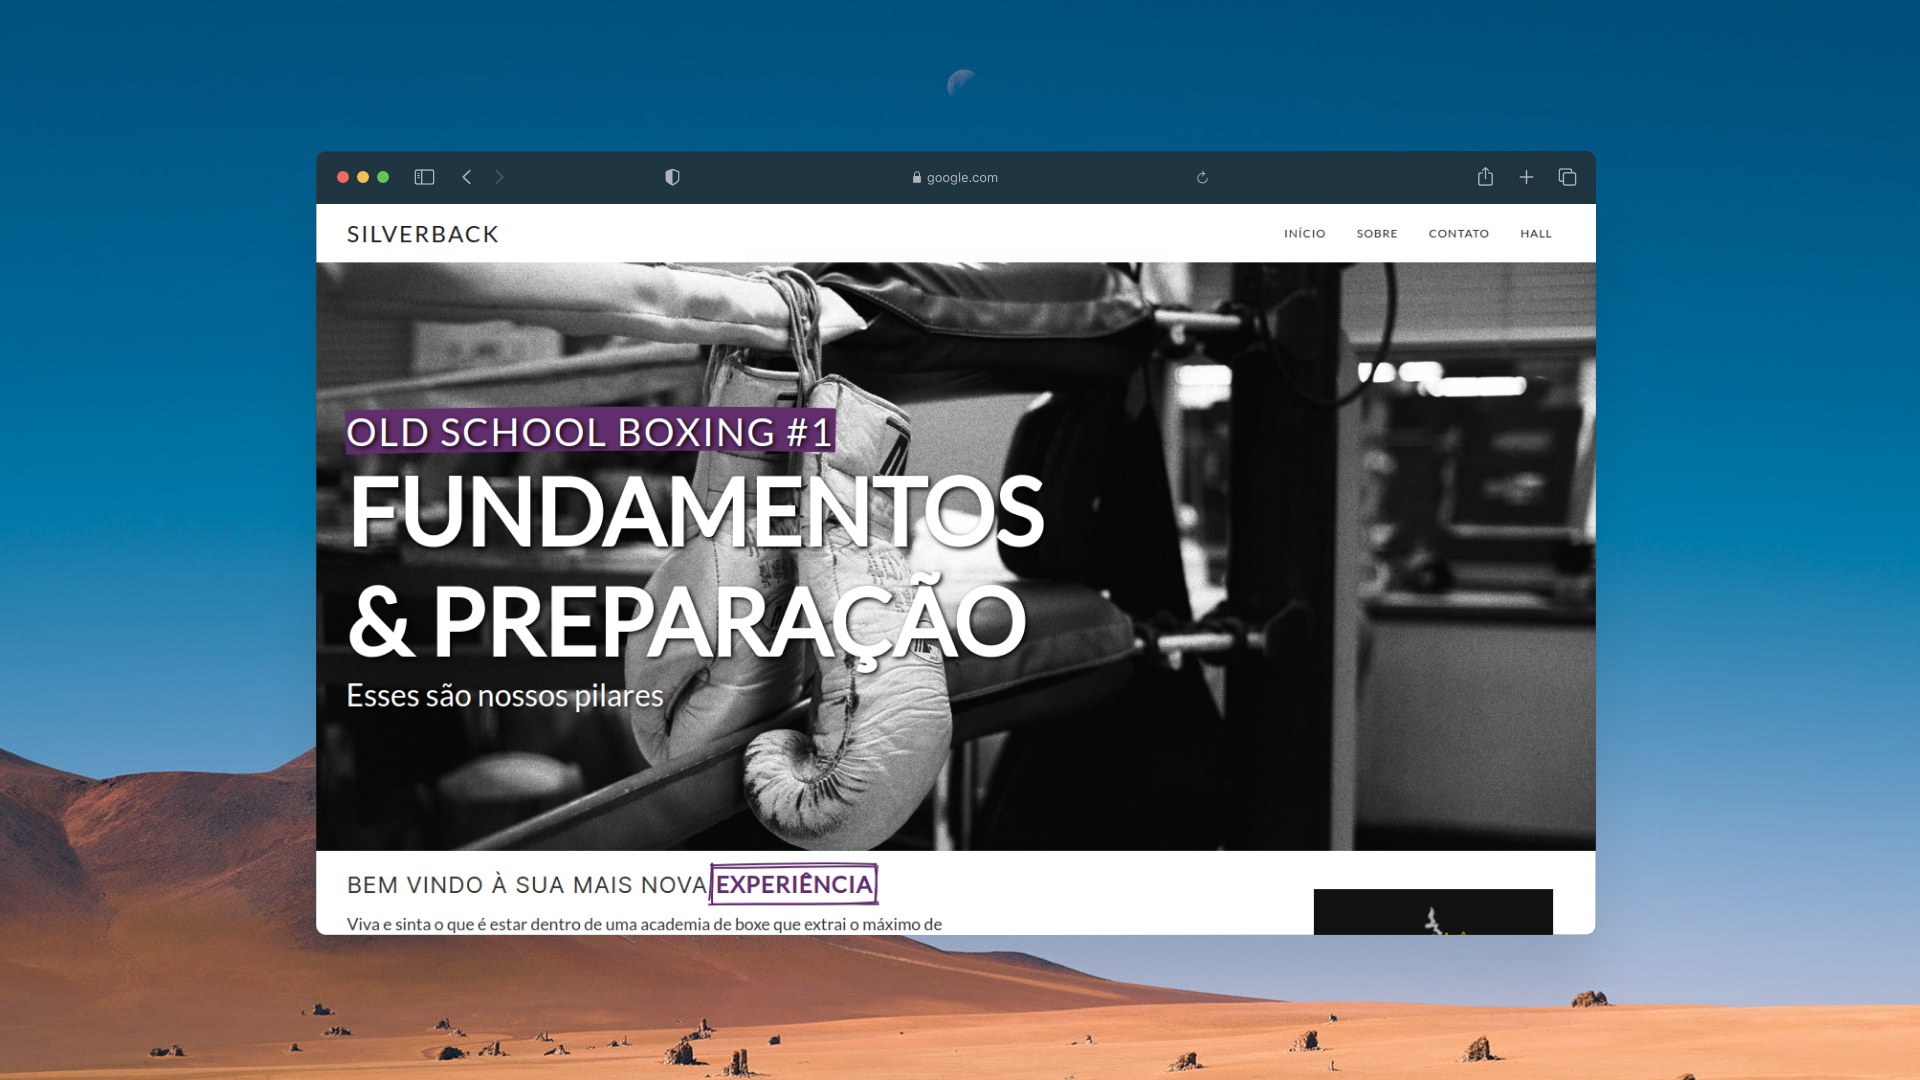 google.com
SILVERBACK
INÍCIO SOBRE CONTATO HALL
OLD SCHOOL BOXING #1
FUNDAMENTOS
& PREPARAÇÃO
Esses são nossos pilares
BEM VINDO À SUA MAIS NOVA EXPERIÊNCIA
Viva e sinta o que é estar dentro de uma academia de boxe que extrai o máximo de